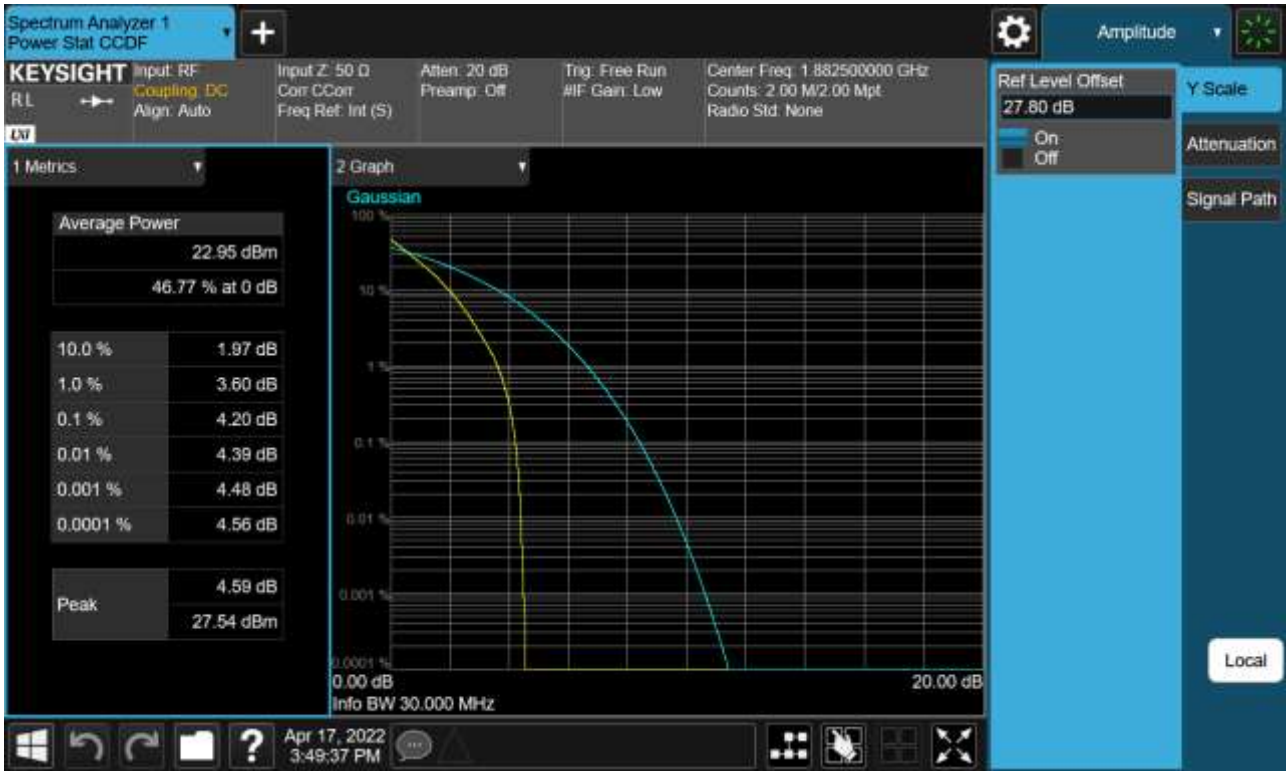 Spectrum Analyzer 1
Power Stat CCDF
+
Amplitude
KEYSIGHT
RL
LXI
Input: RF
Coupling: DC
Align: Auto
Input Z: 50 Ω
Corr CCorr
Freq Ref: Int (S)
Atten: 20 dB
Preamp: Off
Trig: Free Run
#IF Gain: Low
Center Freq: 1.882500000 GHz
Counts: 2.00 M/2.00 Mpt
Radio Std: None
Ref Level Offset
27.80 dB
On
Off
Y Scale
Attenuation
Signal Path
1 Metrics
Average Power
22.95 dBm
46.77 % at 0 dB
10.0 % 1.97 dB
1.0 % 3.60 dB
0.1 % 4.20 dB
0.01 % 4.39 dB
0.001 % 4.48 dB
0.0001 % 4.56 dB
Peak
4.59 dB
27.54 dBm
2 Graph
Gaussian
100 %
10 %
1 %
0.1 %
0.01 %
0.001 %
0.0001 %
0.00 dB 20.00 dB
Info BW 30.000 MHz
Local
?
Apr 17, 2022
3:49:37 PM